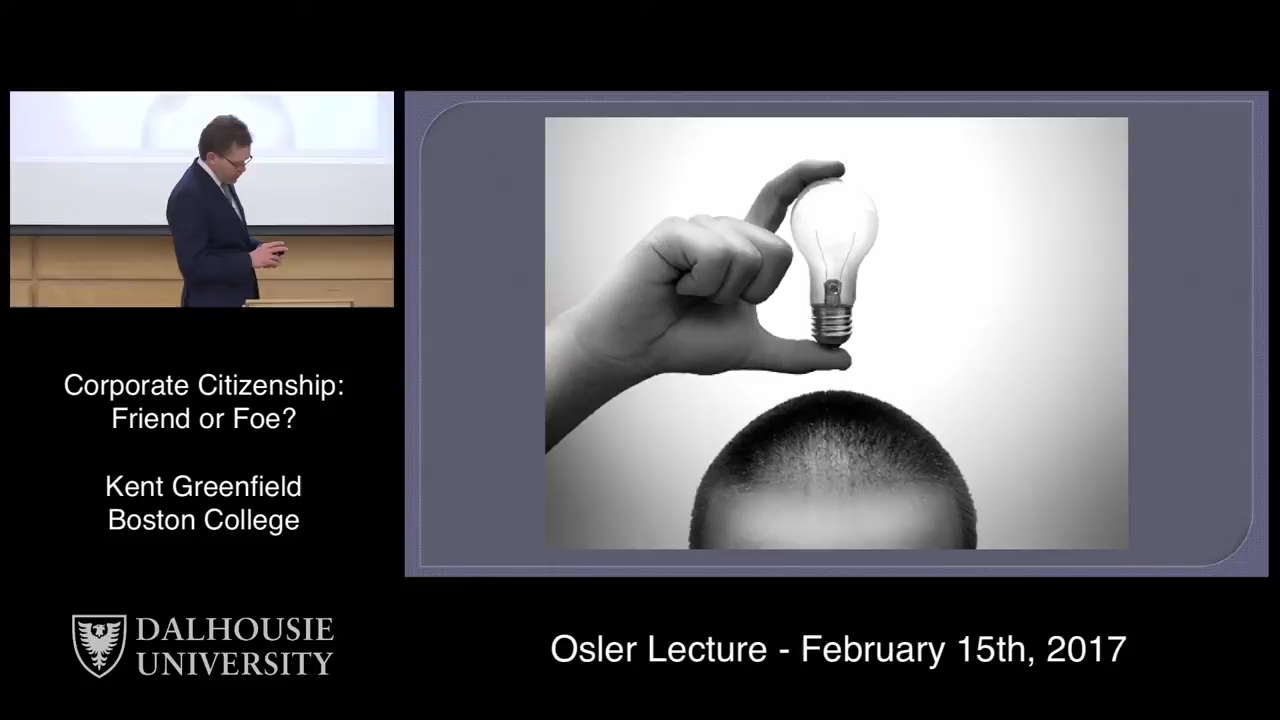 Corporate Citizenship:
Friend or Foe?
Kent Greenfield
Boston College
DALHOUSIE
UNIVERSITY
Osler Lecture - February 15th, 2017